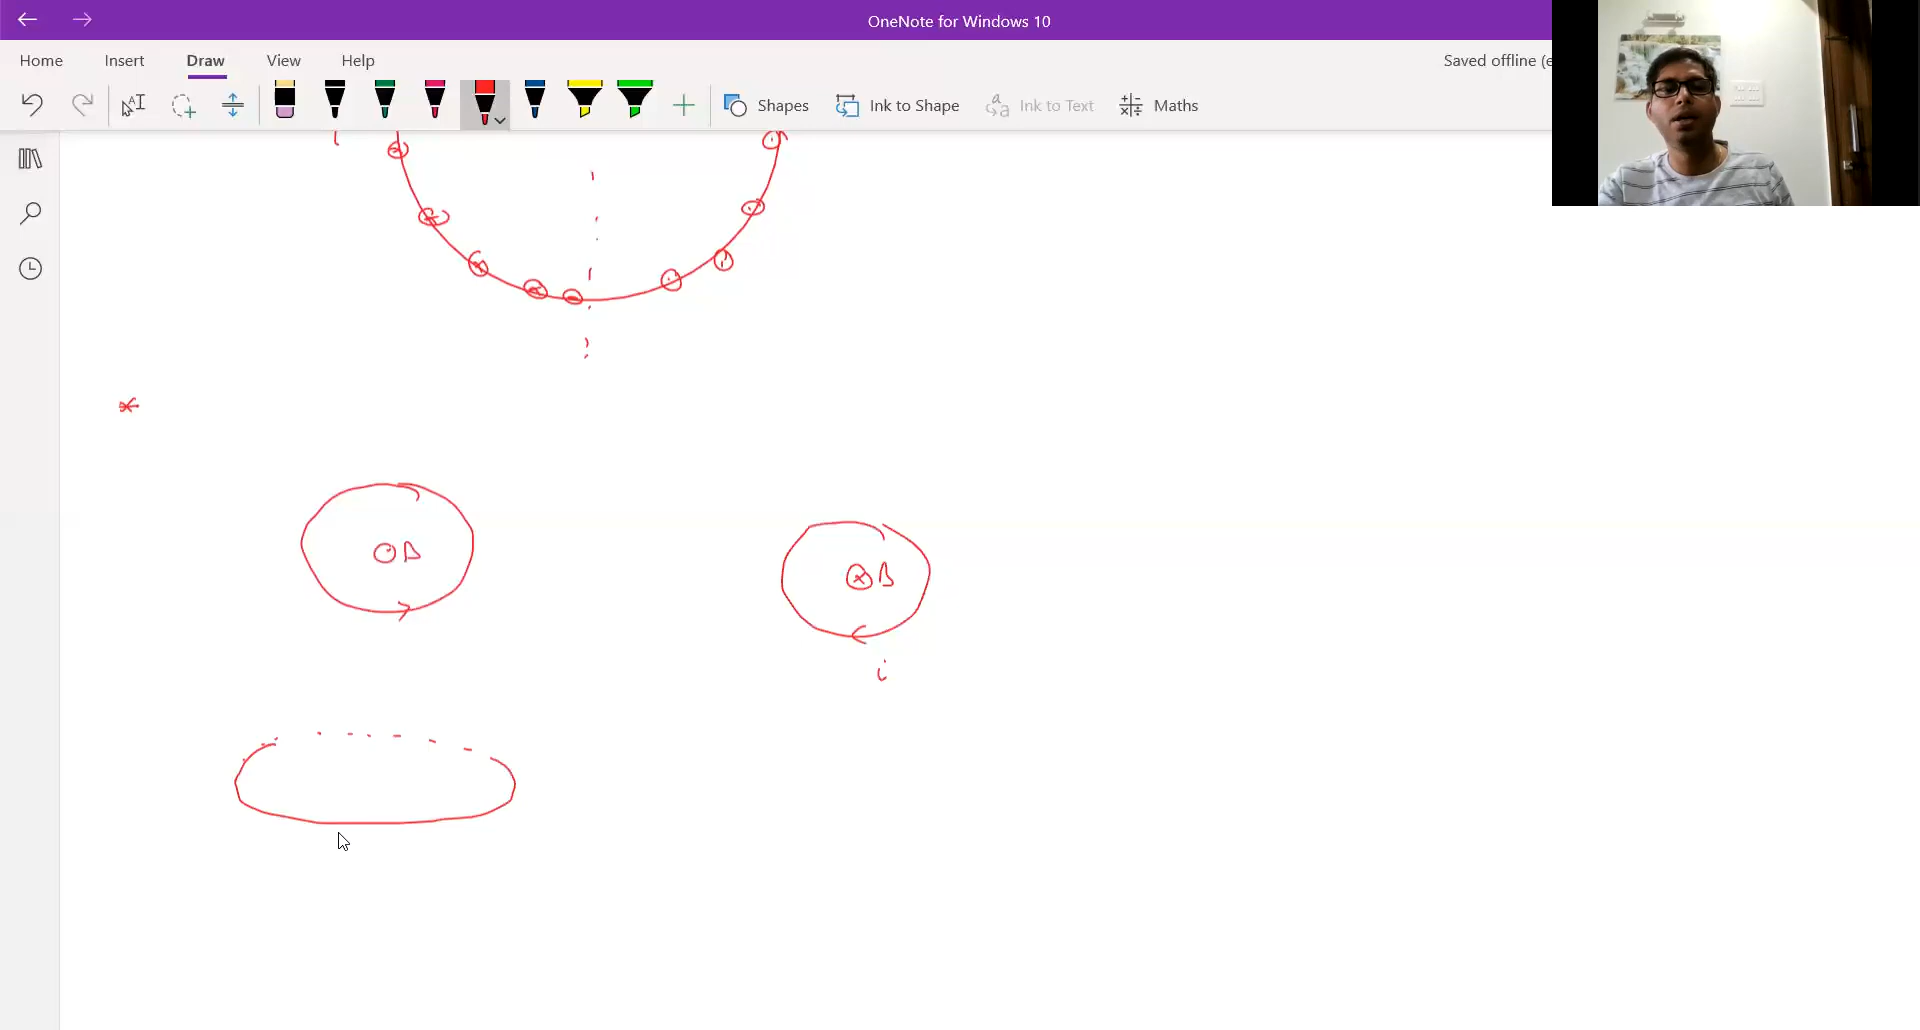 OneNote for Windows 10
Home Insert Draw View Help
Saved offline (e
Shapes Ink to Shape Ink to Text Maths
B
B
i